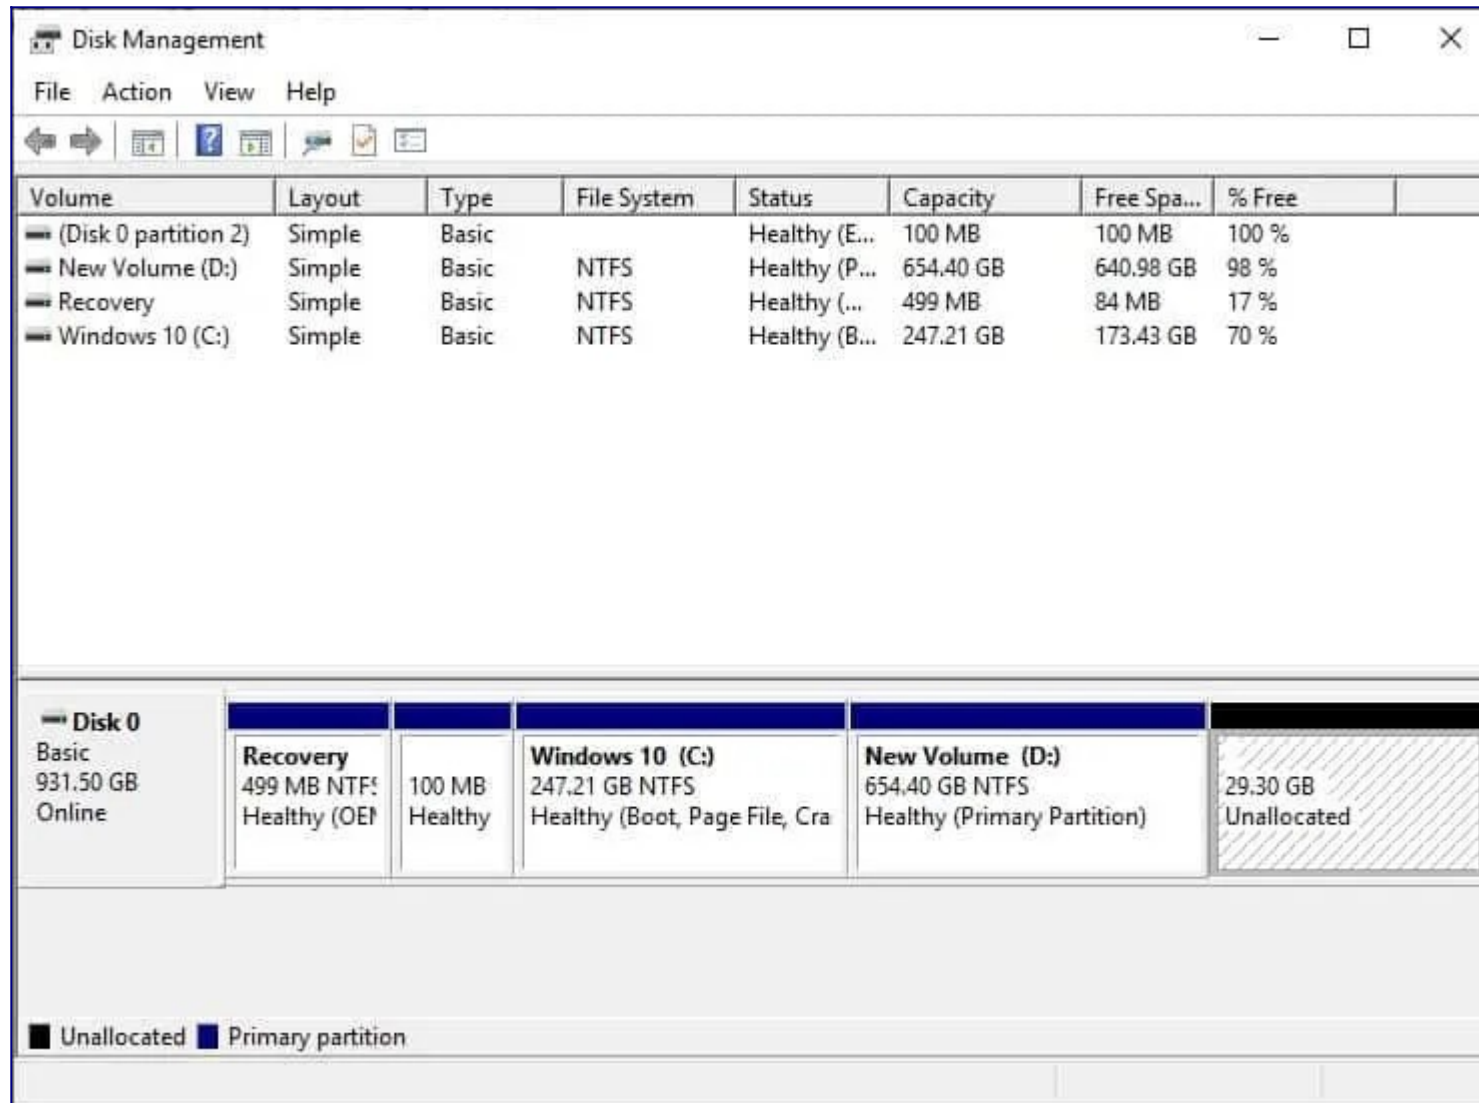 Disk Management
File Action View Help
Volume Layout Type File System Status Capacity Free Spa... % Free
(Disk 0 partition 2) Simple Basic Healthy (E... 100 MB 100 MB 100 %
New Volume (D:) Simple Basic NTFS Healthy (P... 654.40 GB 640.98 GB 98 %
Recovery Simple Basic NTFS Healthy (... 499 MB 84 MB 17 %
Windows 10 (C:) Simple Basic NTFS Healthy (B... 247.21 GB 173.43 GB 70 %
Disk 0
Basic
931.50 GB
Online
Recovery
499 MB NTFS
Healthy (OEM
100 MB
Healthy
Windows 10 (C:)
247.21 GB NTFS
Healthy (Boot, Page File, Cra
New Volume (D:)
654.40 GB NTFS
Healthy (Primary Partition)
29.30 GB
Unallocated
Unallocated Primary partition